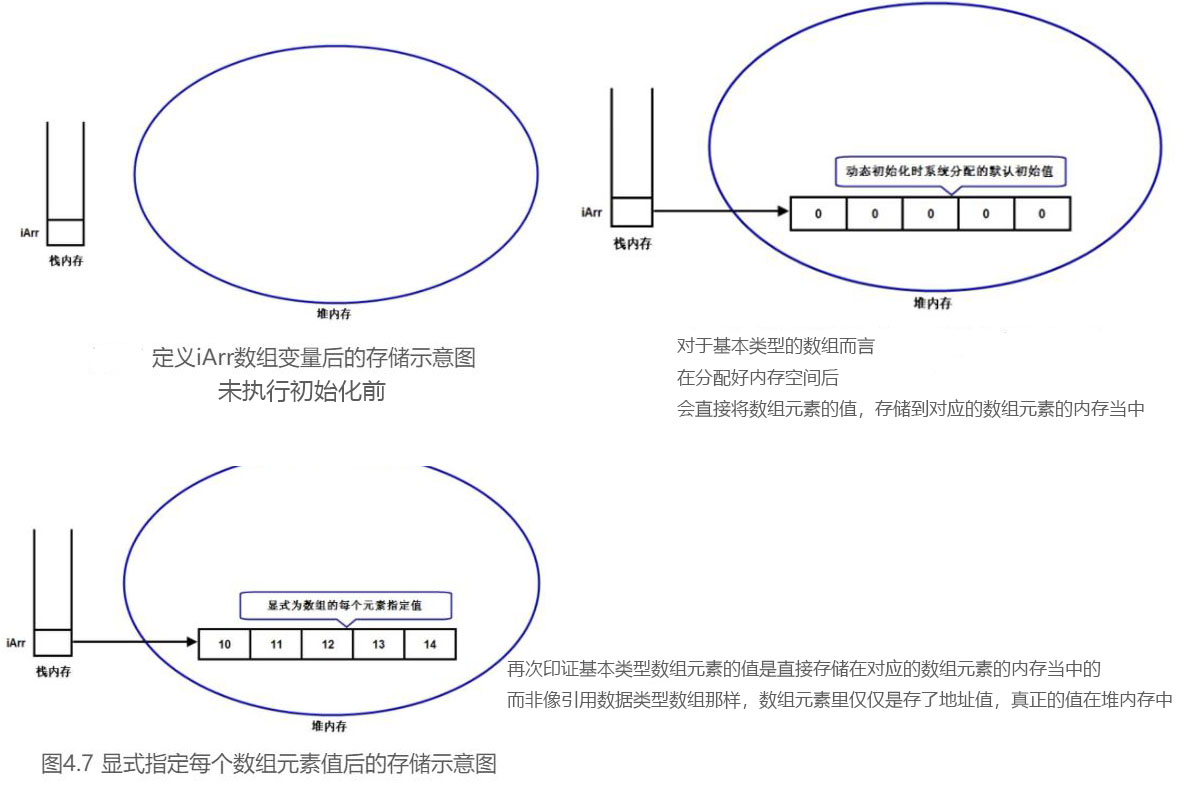 iArr
栈内存
堆内存
定义iArr数组变量后的存储示意图
未执行初始化前
动态初始化时系统分配的默认初始值
iArr
0 0 0 0 0
栈内存
堆内存
对于基本类型的数组而言
在分配好内存空间后
会直接将数组元素的值，存储到对应的数组元素的内存当中
显式为数组的每个元素指定值
iArr
10 11 12 13 14
栈内存
堆内存
图4.7 显式指定每个数组元素值后的存储示意图
再次印证基本类型数组元素的值是直接存储在对应的数组元素的内存当中的
而非像引用数据类型数组那样，数组元素里仅仅是存了地址值，真正的值在堆内存中